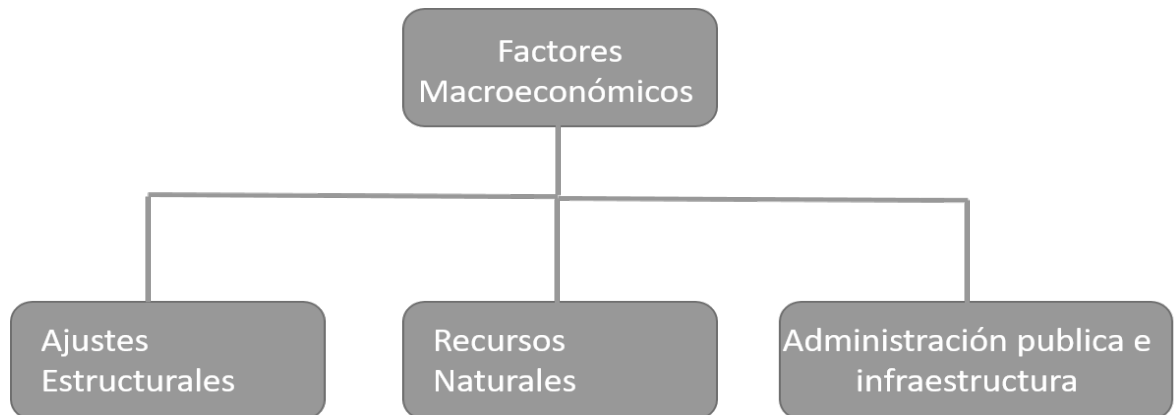 Factores
Macroeconómicos
Ajustes
Estructurales
Recursos
Naturales
Administración publica e
infraestructura